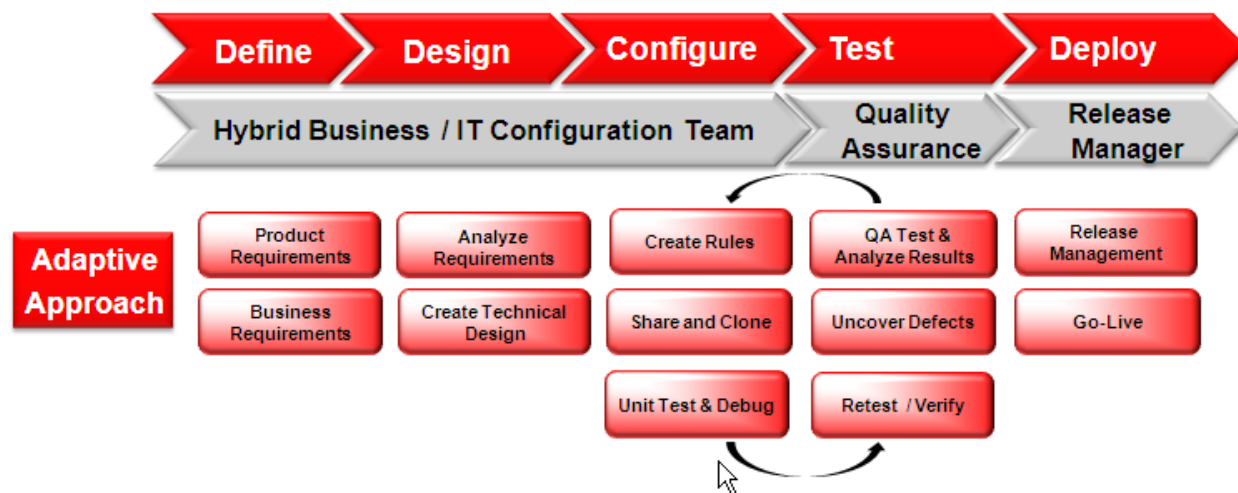 Define
Design
Configure
Test
Deploy
Hybrid Business / IT Configuration Team
Quality
Assurance
Release
Manager
Adaptive
Approach
Product
Requirements
Analyze
Requirements
Create Rules
QA Test &
Analyze Results
Release
Management
Business
Requirements
Create Technical
Design
Share and Clone
Uncover Defects
Go-Live
Unit Test & Debug
Retest / Verify